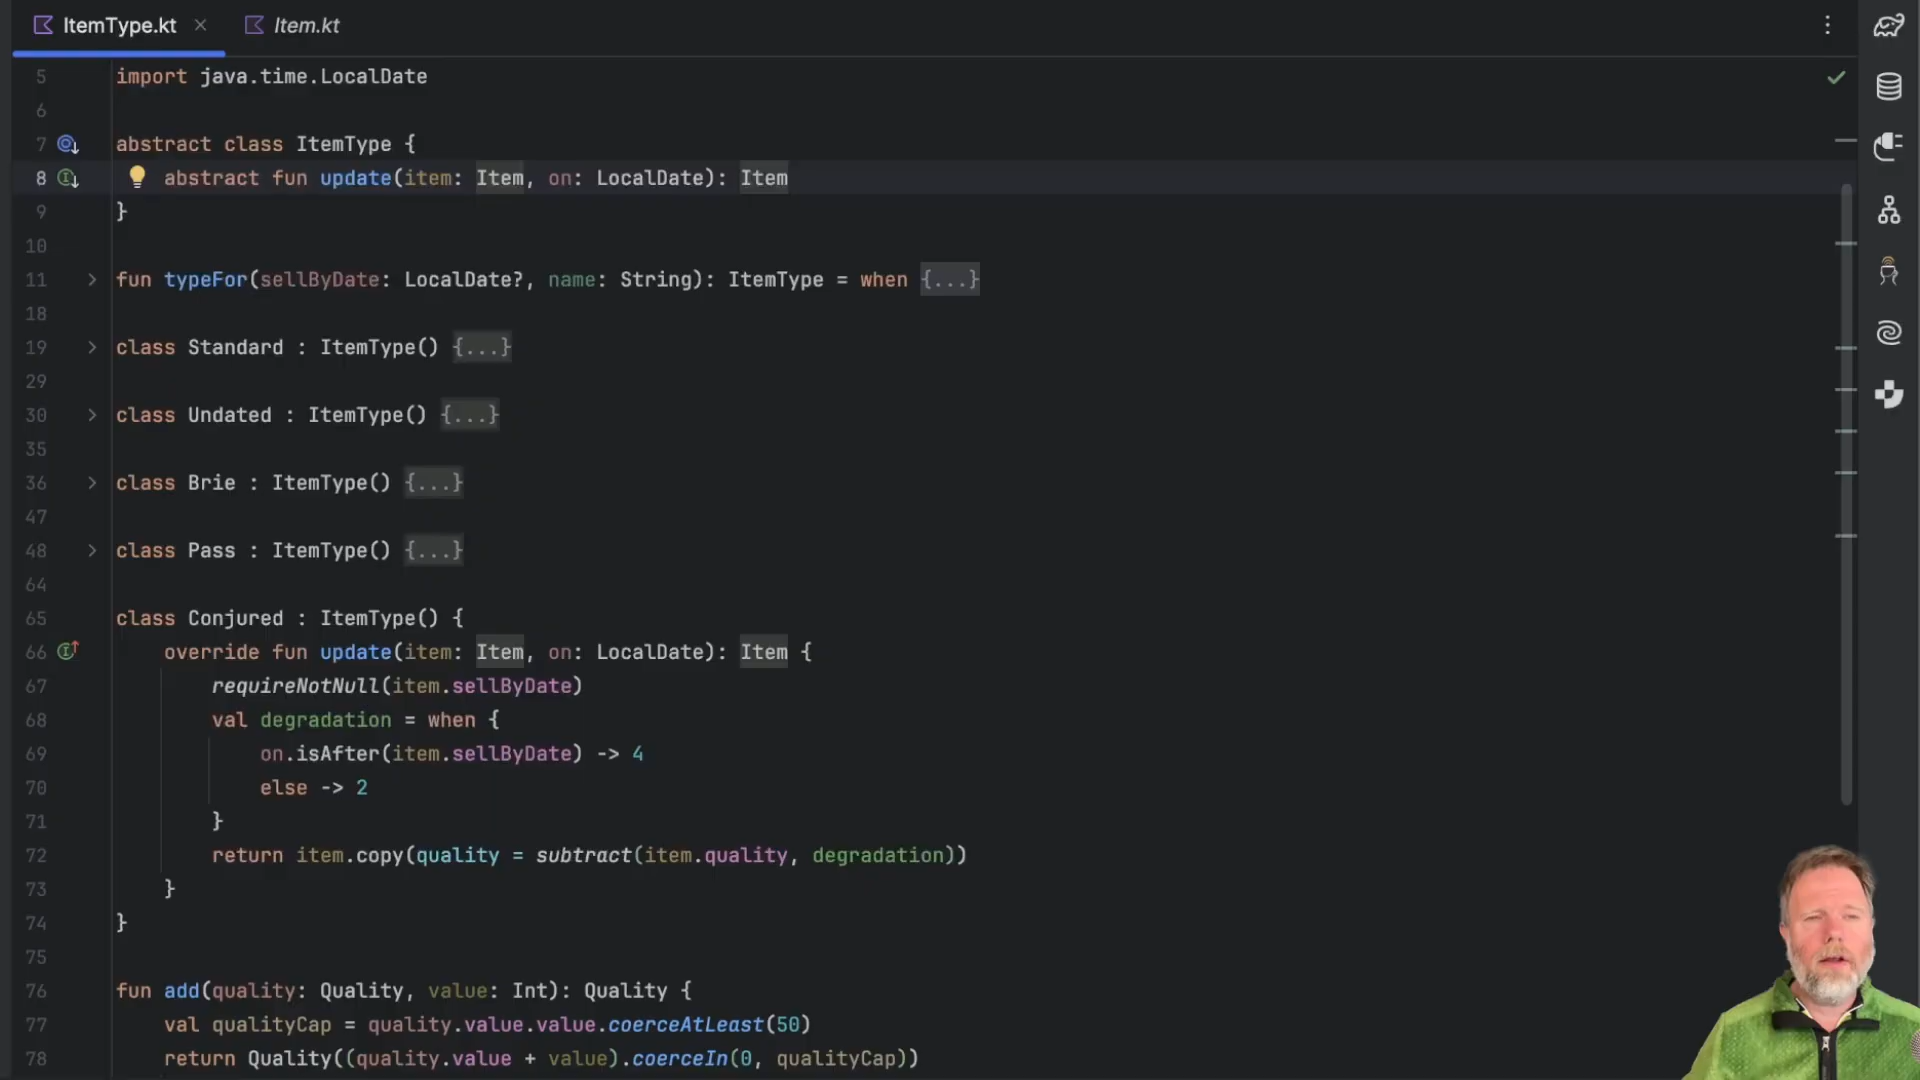 ItemType.kt
Item.kt
5 import java.time.LocalDate
6
7 abstract class ItemType {
8 abstract fun update(item: Item, on: LocalDate): Item
9 }
10
11 fun typeFor(sellByDate: LocalDate?, name: String): ItemType = when {...}
18
19 class Standard : ItemType() {...}
29
30 class Undated : ItemType() {...}
35
36 class Brie : ItemType() {...}
47
48 class Pass : ItemType() {...}
64
65 class Conjured : ItemType() {
66 override fun update(item: Item, on: LocalDate): Item {
67 requireNotNull(item.sellByDate)
68 val degradation = when {
69 on.isAfter(item.sellByDate) -> 4
70 else -> 2
71 }
72 return item.copy(quality = subtract(item.quality, degradation))
73 }
74 }
75
76 fun add(quality: Quality, value: Int): Quality {
77 val qualityCap = quality.value.value.coerceAtLeast(50)
78 return Quality((quality.value + value).coerceIn(0, qualityCap))